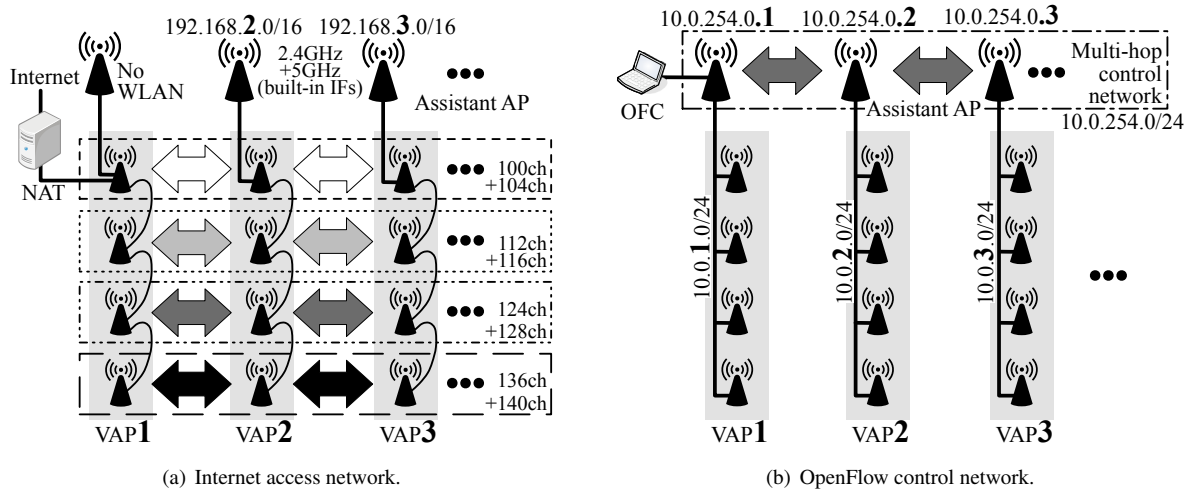 192.168.2.0/16
192.168.3.0/16
Internet
No
WLAN
2.4GHz
+5GHz
(built-in IFs)
Assistant AP
NAT
100ch
+104ch
112ch
+116ch
124ch
+128ch
136ch
+140ch
VAP1
VAP2
VAP3
(a) Internet access network.
10.0.254.0.1
10.0.254.0.2
10.0.254.0.3
OFC
Multi-hop
control
network
Assistant AP
10.0.254.0/24
10.0.1.0/24
10.0.2.0/24
10.0.3.0/24
VAP1
VAP2
VAP3
(b) OpenFlow control network.